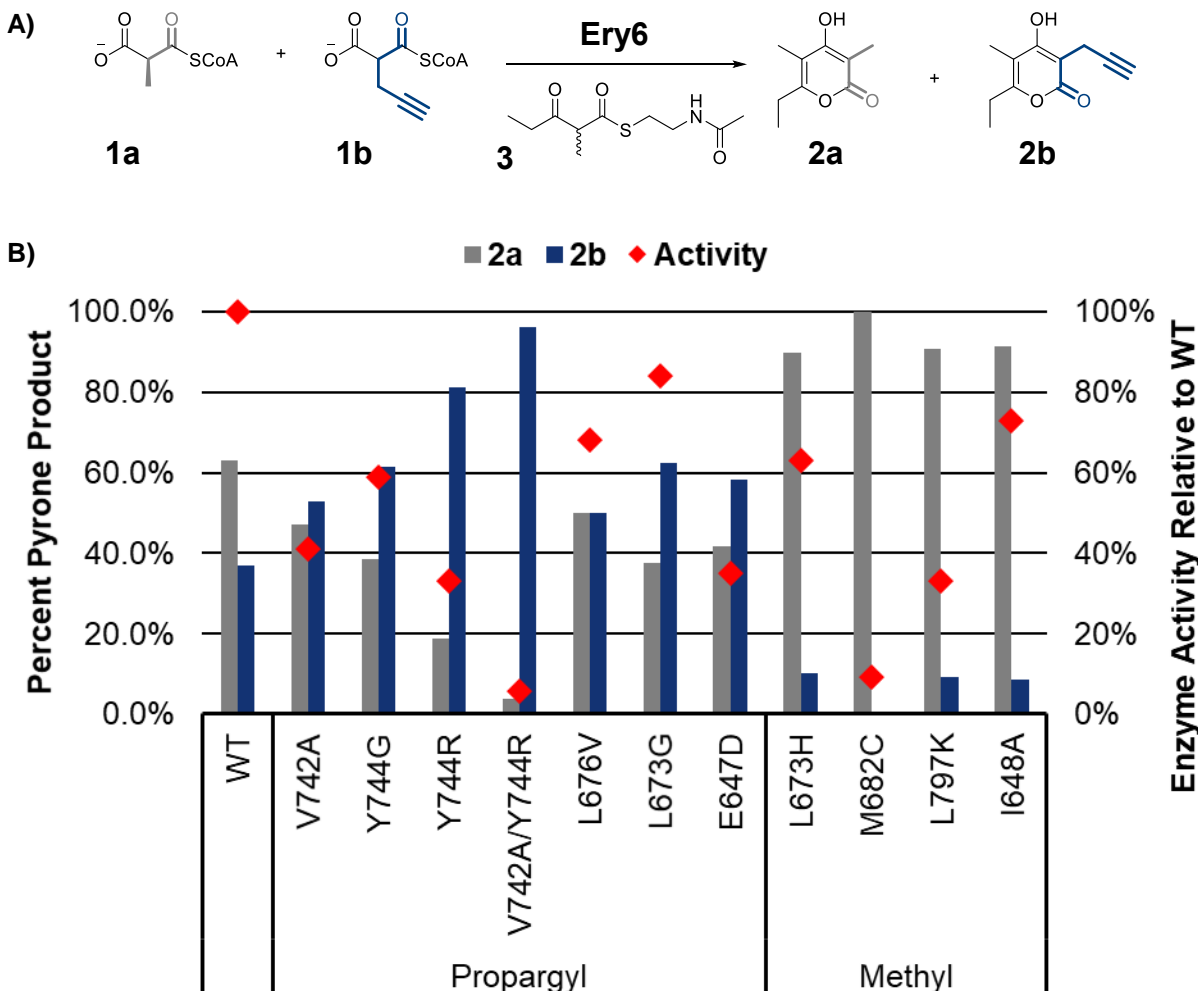 A)
O O
−O SCoA
1a
+
O O
−O SCoA
1b
Ery6
O O H
S N
O
3
OH
O O
2a
+
OH
O O
2b
B)
2a 2b Activity
Percent Pyrone Product
100.0%
80.0%
60.0%
40.0%
20.0%
0.0%
100%
80%
60%
40%
20%
0%
Enzyme Activity Relative to WT
WT
V742A
Y744G
Y744R
V742A/Y744R
L676V
L673G
E647D
L673H
M682C
L797K
I648A
Propargyl
Methyl